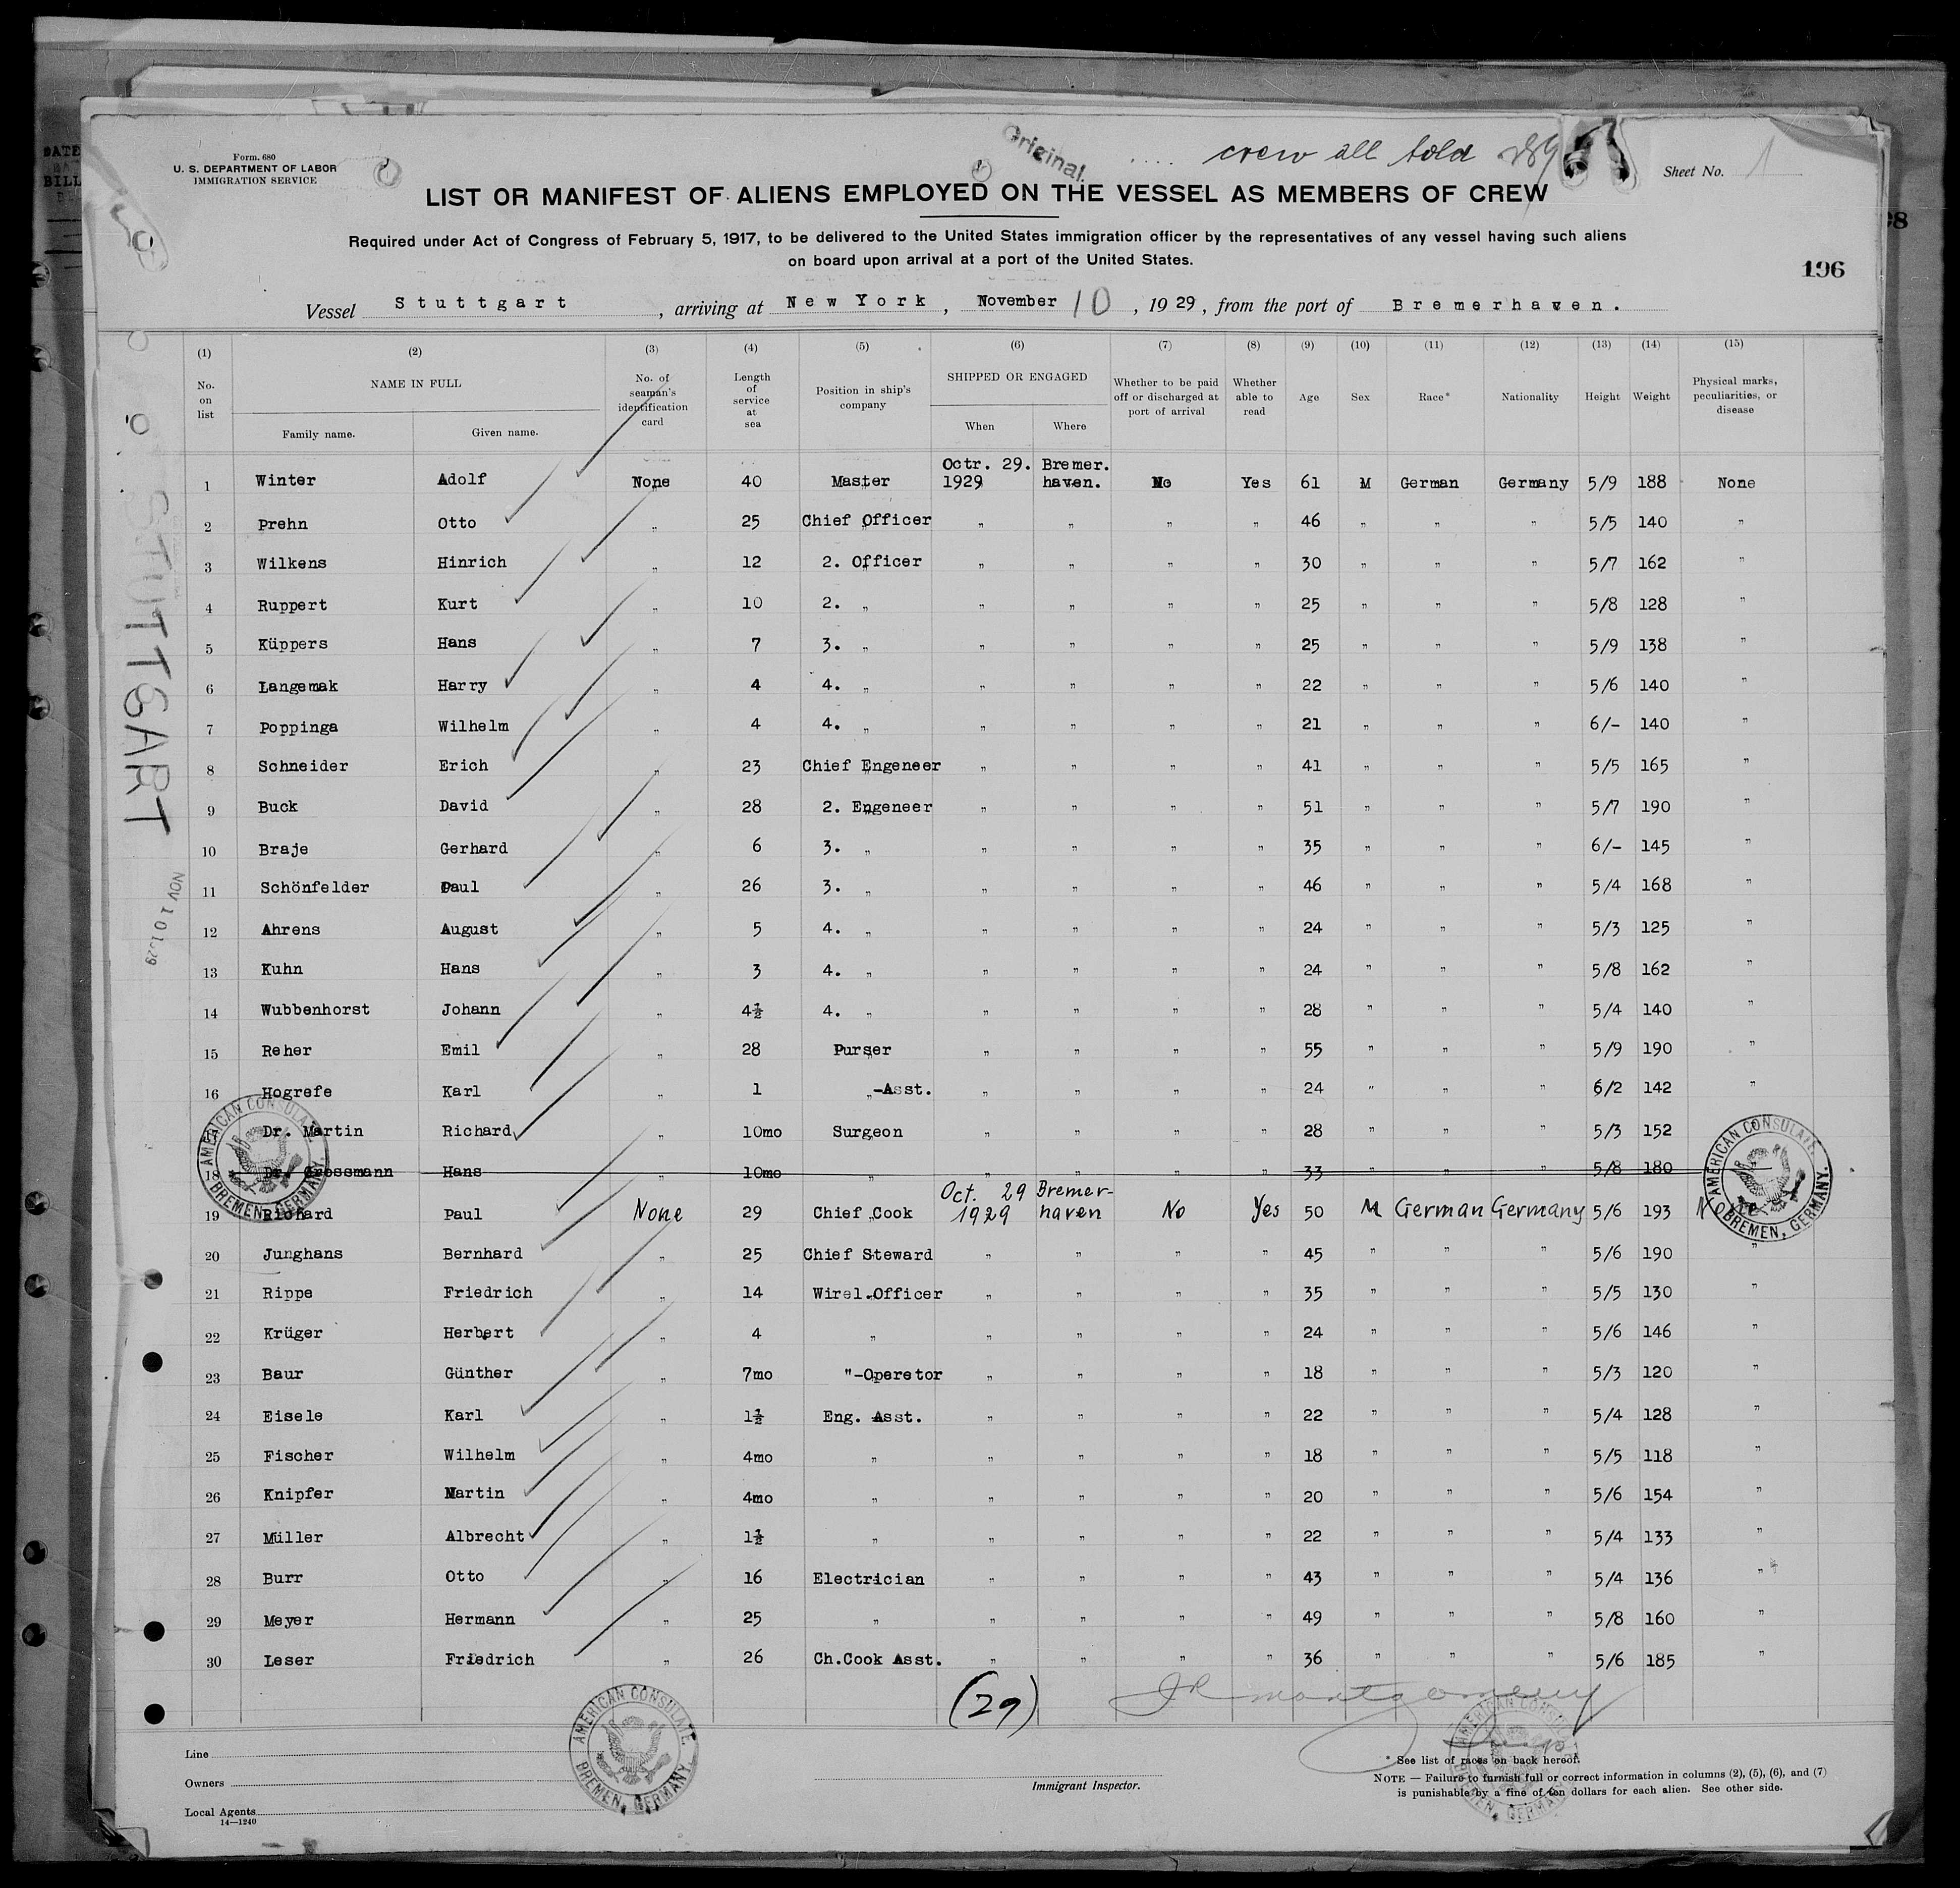 Original.
crew all told
Form. 680
U. S. DEPARTMENT OF LABOR
IMMIGRATION SERVICE
Sheet No. 1
LIST OR MANIFEST OF ALIENS EMPLOYED ON THE VESSEL AS MEMBERS OF CREW
Required under Act of Congress of February 5, 1917, to be delivered to the United States immigration officer by the representatives of any vessel having such aliens
on board upon arrival at a port of the United States.
196
Vessel Stuttgart, arriving at New York, November 10, 1929, from the port of Bremerhaven.
(1) (2) (3) (4) (5) (6) (7) (8) (9) (10) (11) (12) (13) (14) (15)
No. on list NAME IN FULL No. of seaman's identification card Length of service at sea Position in ship's company SHIPPED OR ENGAGED Whether to be paid off or discharged at port of arrival Whether able to read Age Sex Race* Nationality Height Weight Physical marks, peculiarities, or disease
Family name. Given name. When Where
Octr. 29. Bremer.
1 Winter Adolf None 40 Master 1929 haven. No Yes 61 M German Germany 5/9 188 None
2 Prehn Otto " 25 Chief Officer " " " " 46 " " " 5/5 140 "
3 Wilkens Hinrich " 12 2. Officer " " " " 30 " " " 5/7 162 "
4 Ruppert Kurt " 10 2. " " " " " 25 " " " 5/8 128 "
5 Küppers Hans " 7 3. " " " " " 25 " " " 5/9 138 "
6 Langemak Harry " 4 4. " " " " " 22 " " " 5/6 140 "
7 Poppinga Wilhelm " 4 4. " " " " " 21 " " " 6/- 140 "
8 Schneider Erich " 23 Chief Engeneer " " " " 41 " " " 5/5 165 "
9 Buck David " 28 2. Engeneer " " " " 51 " " " 5/7 190 "
10 Braje Gerhard " 6 3. " " " " " 35 " " " 6/- 145 "
11 Schönfelder Paul " 26 3. " " " " " 46 " " " 5/4 168 "
12 Ahrens August " 5 4. " " " " " 24 " " " 5/3 125 "
13 Kuhn Hans " 3 4. " " " " " 24 " " " 5/8 162 "
14 Wubbenhorst Johann " 4½ 4. " " " " " 28 " " " 5/4 140 "
15 Reher Emil " 28 Purser " " " " 55 " " " 5/9 190 "
16 Hogrefe Karl " 1 "-Asst. " " " " 24 " " " 6/2 142 "
Dr. Martin Richard " 10mo Surgeon " " " " 28 " " " 5/3 152
18 Dr. Grossmann Hans 10mo " " " " " 33 " " " 5/8 180
Oct. 29 Bremer-
19 Richard Paul None 29 Chief Cook 1929 haven No Yes 50 M German Germany 5/6 193 None
20 Junghans Bernhard " 25 Chief Steward " " " " 45 " " " 5/6 190 "
21 Rippe Friedrich " 14 Wirel.Officer " " " " 35 " " " 5/5 130 "
22 Krüger Herbert " 4 " " " " " 24 " " " 5/6 146 "
23 Baur Günther " 7mo "-Operetor " " " " 18 " " " 5/3 120 "
24 Eisele Karl " 1½ Eng. Asst. " " " " 22 " " " 5/4 128 "
25 Fischer Wilhelm " 4mo " " " " " 18 " " " 5/5 118 "
26 Knipfer Martin " 4mo " " " " " 20 " " " 5/6 154 "
27 Müller Albrecht " 1½ " " " " " 22 " " " 5/4 133 "
28 Burr Otto " 16 Electrician " " " " 43 " " " 5/4 136 "
29 Meyer Hermann " 25 " " " " " 49 " " " 5/8 160 "
30 Leser Friedrich " 26 Ch.Cook Asst. " " " " 36 " " " 5/6 185 "
(29) JR Montgomery
STUTTGART
NOV 10 1929
AMERICAN CONSULATE. BREMEN, GERMANY.
AMERICAN CONSULATE. BREMEN, GERMANY.
AMERICAN CONSULATE. BREMEN, GERMANY.
AMERICAN CONSULATE. BREMEN, GERMANY.
Line
Owners
Local Agents
14—1240
Immigrant Inspector.
* See list of races on back hereof.
NOTE — Failure to furnish full or correct information in columns (2), (5), (6), and (7)
is punishable by a fine of ten dollars for each alien. See other side.